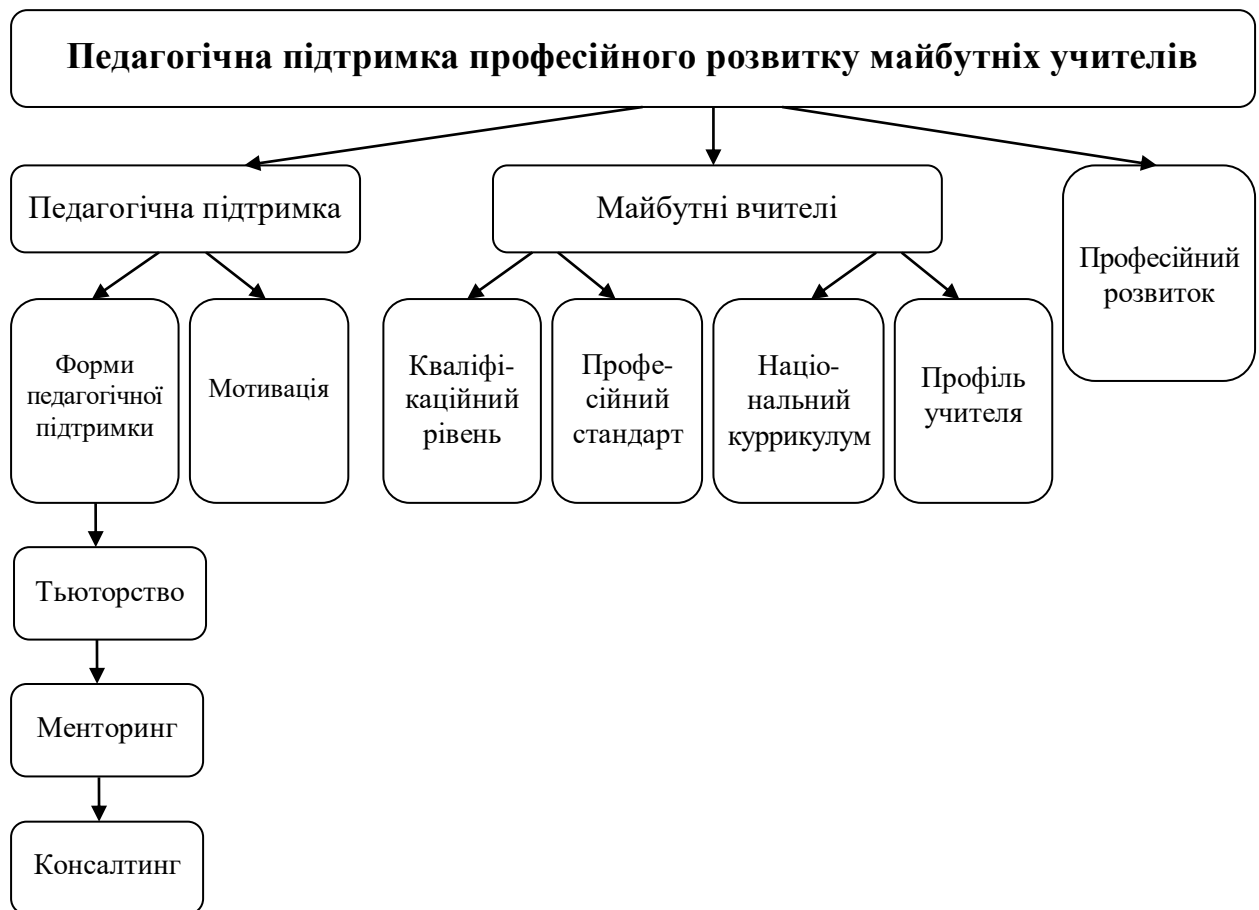 Педагогічна підтримка професійного розвитку майбутніх учителів
Педагогічна підтримка
Майбутні вчителі
Професійний
розвиток
Форми
педагогічної
підтримки
Мотивація
Кваліфі-
каційний
рівень
Профе-
сійний
стандарт
Націо-
нальний
куррикулум
Профіль
учителя
Тьюторство
Менторинг
Консалтинг